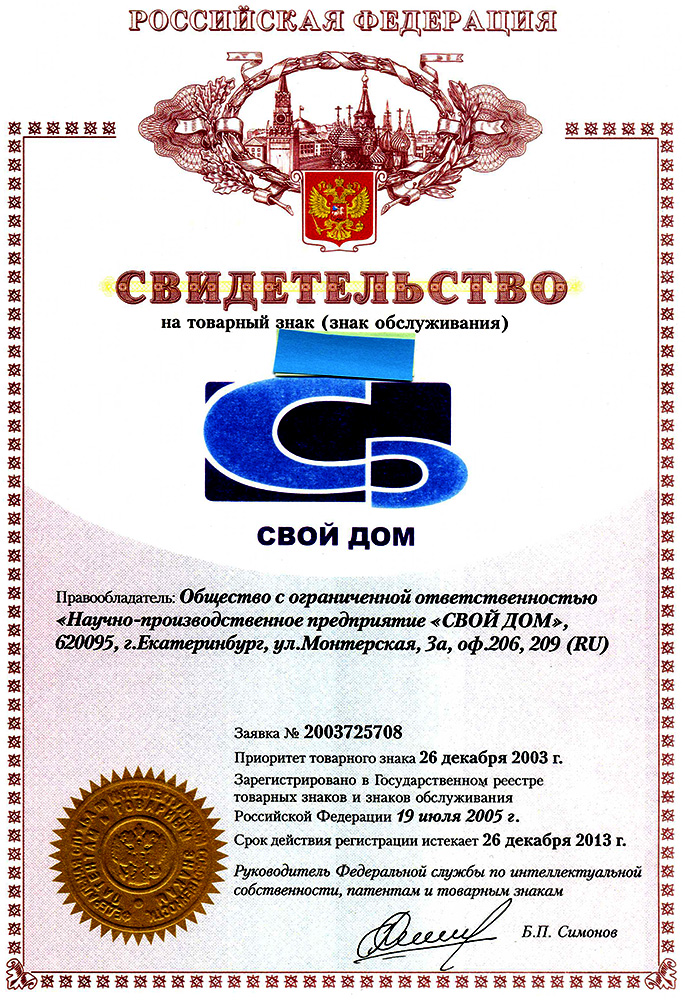 РОССИЙСКАЯ ФЕДЕРАЦИЯ
СВИДЕТЕЛЬСТВО
на товарный знак (знак обслуживания)
СВОЙ ДОМ
Правообладатель: Общество с ограниченной ответственностью
«Научно-производственное предприятие «СВОЙ ДОМ»,
620095, г.Екатеринбург, ул.Монтерская, 3а, оф.206, 209 (RU)
Заявка № 2003725708
Приоритет товарного знака 26 декабря 2003 г.
Зарегистрировано в Государственном реестре
товарных знаков и знаков обслуживания
Российской Федерации 19 июля 2005 г.
Срок действия регистрации истекает 26 декабря 2013 г.
Руководитель Федеральной службы по интеллектуальной
собственности, патентам и товарным знакам
Б.П. Симонов